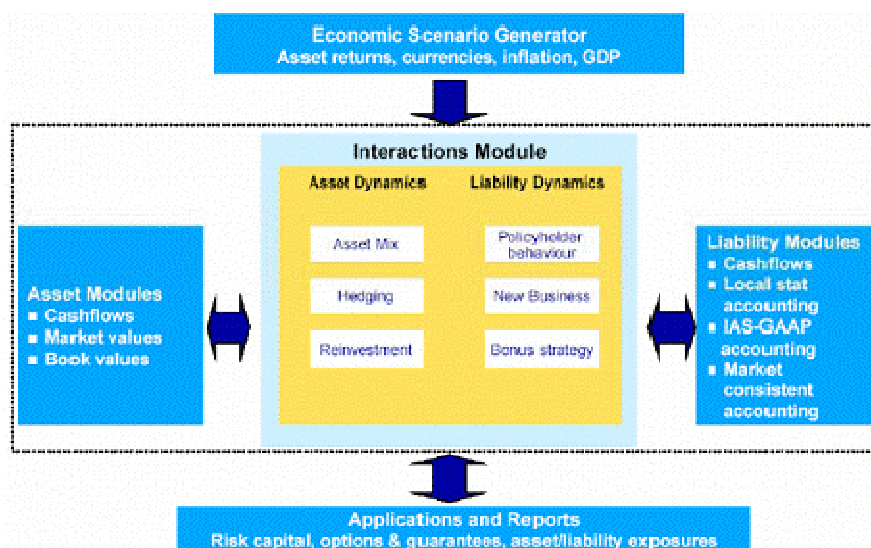 Economic Scenario Generator
Asset returns, currencies, inflation, GDP
Interactions Module
Asset Dynamics
Liability Dynamics
Asset Mix
Hedging
Reinvestment
Policyholder
behaviour
New Business
Bonus strategy
Asset Modules
■ Cashflows
■ Market values
■ Book values
Liability Modules
■ Cashflows
■ Local stat
accounting
■ IAS-GAAP
accounting
■ Market
consistent
accounting
Applications and Reports
Risk capital, options & guarantees, asset/liability exposures